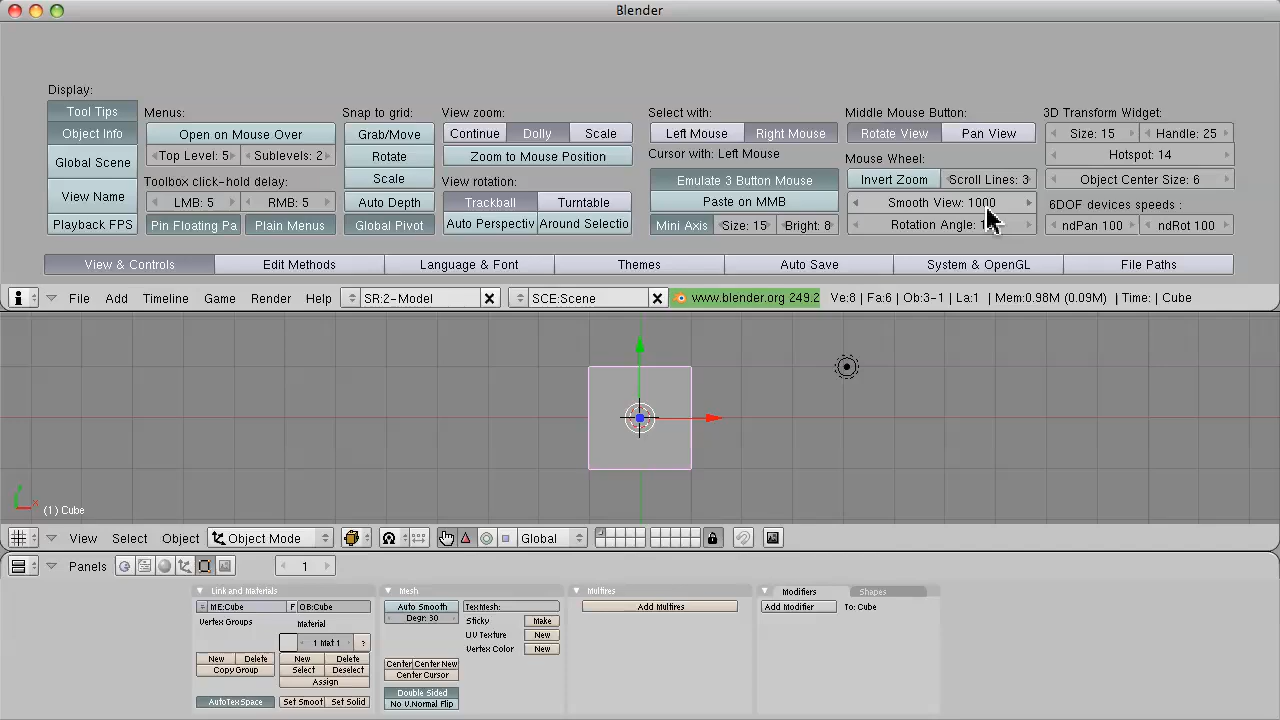 Blender
Display:
Tool Tips
Object Info
Global Scene
View Name
Playback FPS
Menus:
Open on Mouse Over
Top Level: 5 Sublevels: 2
Toolbox click-hold delay:
LMB: 5 RMB: 5
Pin Floating Pa Plain Menus
Snap to grid:
Grab/Move
Rotate
Scale
Auto Depth
Global Pivot
View zoom:
Continue Dolly Scale
Zoom to Mouse Position
View rotation:
Trackball Turntable
Auto Perspectiv Around Selectio
Select with:
Left Mouse Right Mouse
Cursor with: Left Mouse
Emulate 3 Button Mouse
Paste on MMB
Mini Axis Size: 15 Bright: 8
Middle Mouse Button:
Rotate View Pan View
Mouse Wheel:
Invert Zoom Scroll Lines: 3
Smooth View: 1000
Rotation Angle:
3D Transform Widget:
Size: 15 Handle: 25
Hotspot: 14
Object Center Size: 6
6DOF devices speeds :
ndPan 100 ndRot 100
View & Controls Edit Methods Language & Font Themes Auto Save System & OpenGL File Paths
File Add Timeline Game Render Help SR:2-Model SCE:Scene www.blender.org 249.2 Ve:8 | Fa:6 | Ob:3-1 | La:1 | Mem:0.98M (0.09M) | Time: | Cube
x
(1) Cube
View Select Object Object Mode Global
Panels 1
Link and Materials
ME:Cube F OB:Cube
Vertex Groups Material
1 Mat 1 ?
New Delete New Delete
Copy Group Select Deselect
Assign
AutoTexSpace Set Smoot Set Solid
Mesh
Auto Smooth TexMesh:
Degr: 30 Sticky Make
UV Texture New
Vertex Color New
Center Center New
Center Cursor
Double Sided
No V.Normal Flip
Multires
Add Multires
Modifiers Shapes
Add Modifier To: Cube